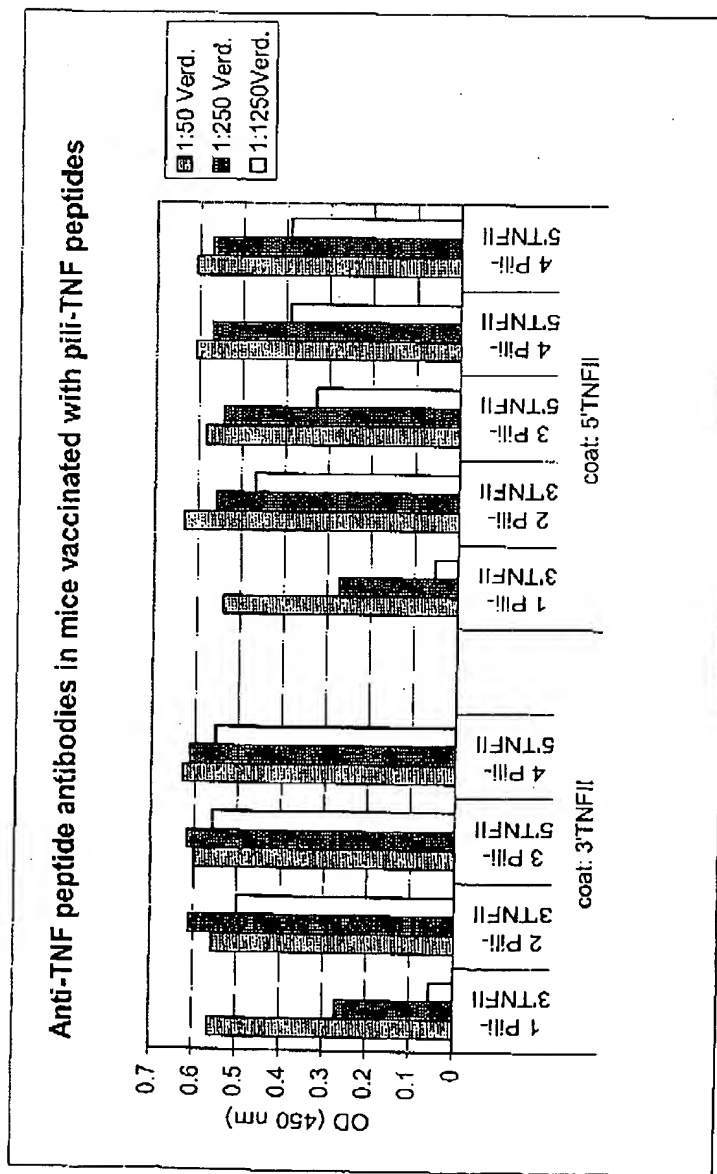 Anti-TNF peptide antibodies in mice vaccinated with pili-TNF peptides
1:50 Verd.
1:250 Verd.
1:1250Verd.
OD (450 nm)
0.7
0.6
0.5
0.4
0.3
0.2
0.1
0
1 Pili-
3'TNFII
2 Pili-
3'TNFII
3 Pili-
5'TNFII
4 Pili-
5'TNFII
1 Pili-
3'TNFII
2 Pili-
3'TNFII
3 Pili-
5'TNFII
4 Pili-
5'TNFII
4 Pili-
5'TNFII
coat: 3'TNFII
coat: 5'TNFII